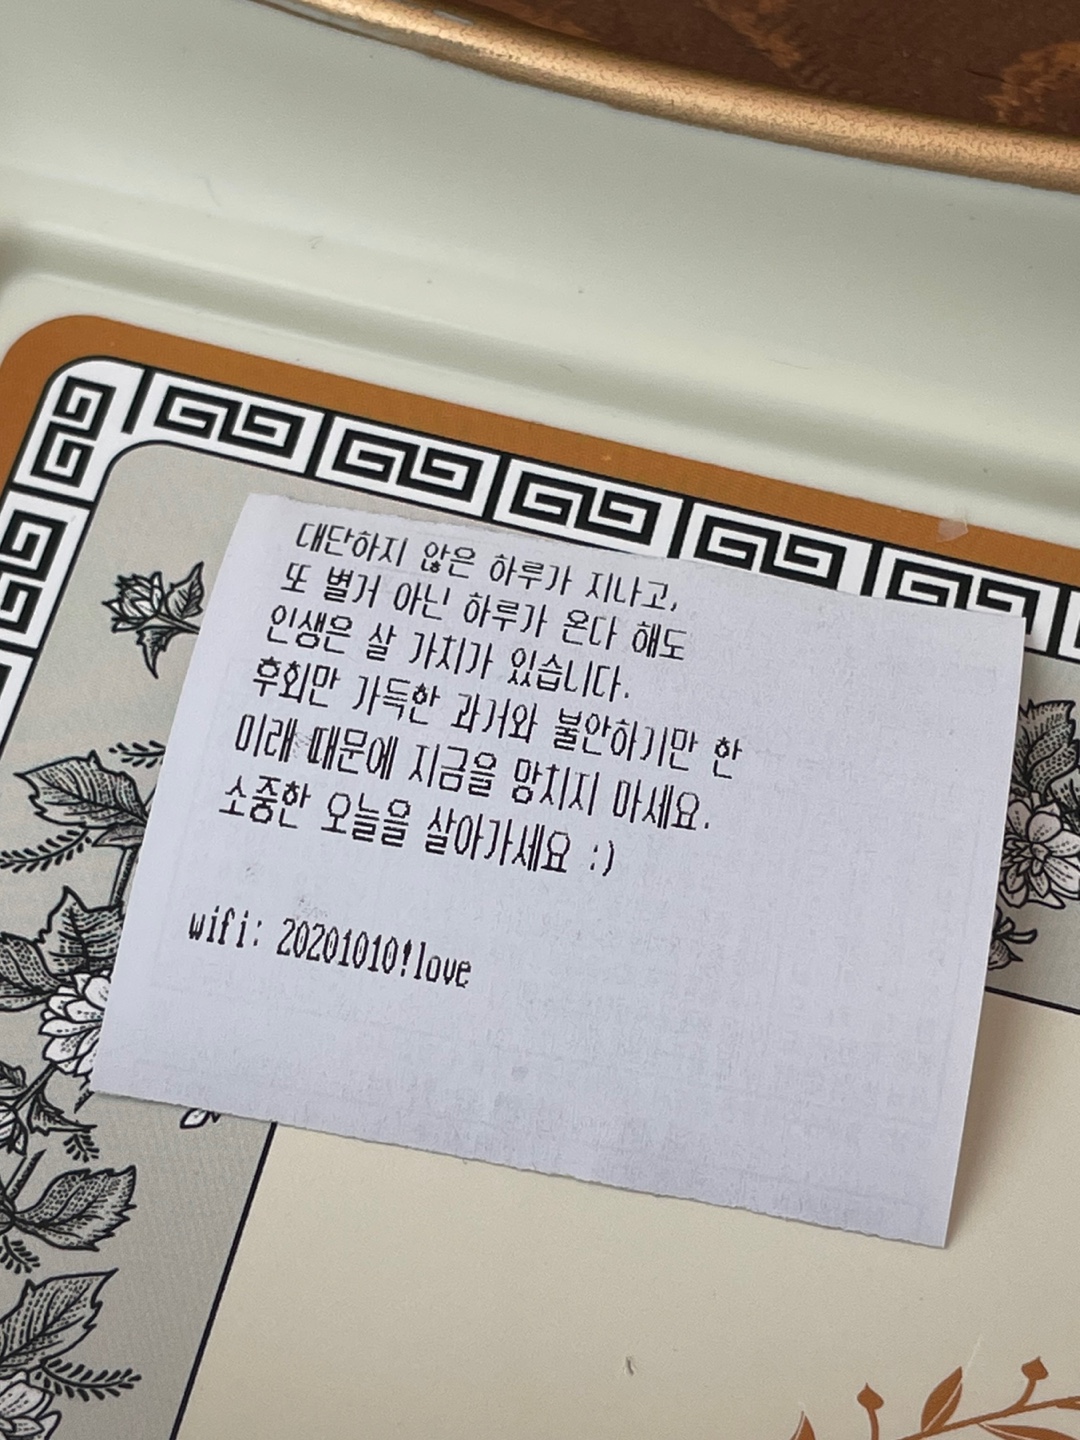 대단하지 않은 하루가 지나고,
또 별거 아닌 하루가 온다 해도
인생은 살 가치가 있습니다.
후회만 가득한 과거와 불안하기만 한
미래 때문에 지금을 망치지 마세요.
소중한 오늘을 살아가세요 :)
wifi: 20201010!love